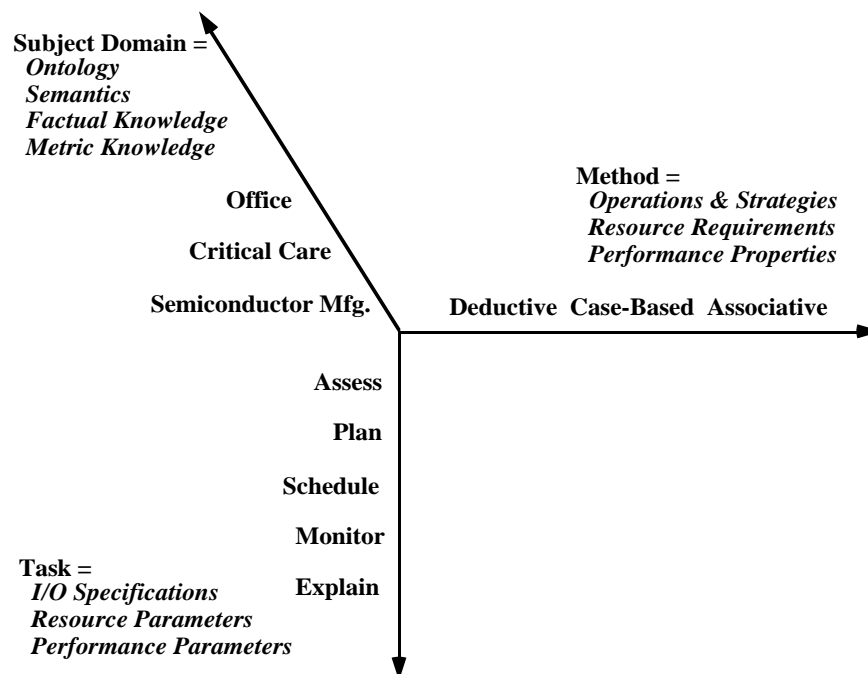 Subject Domain =
Ontology
Semantics
Factual Knowledge
Metric Knowledge
Office
Critical Care
Semiconductor Mfg.
Method =
Operations & Strategies
Resource Requirements
Performance Properties
Deductive Case-Based Associative
Assess
Plan
Schedule
Monitor
Explain
Task =
I/O Specifications
Resource Parameters
Performance Parameters